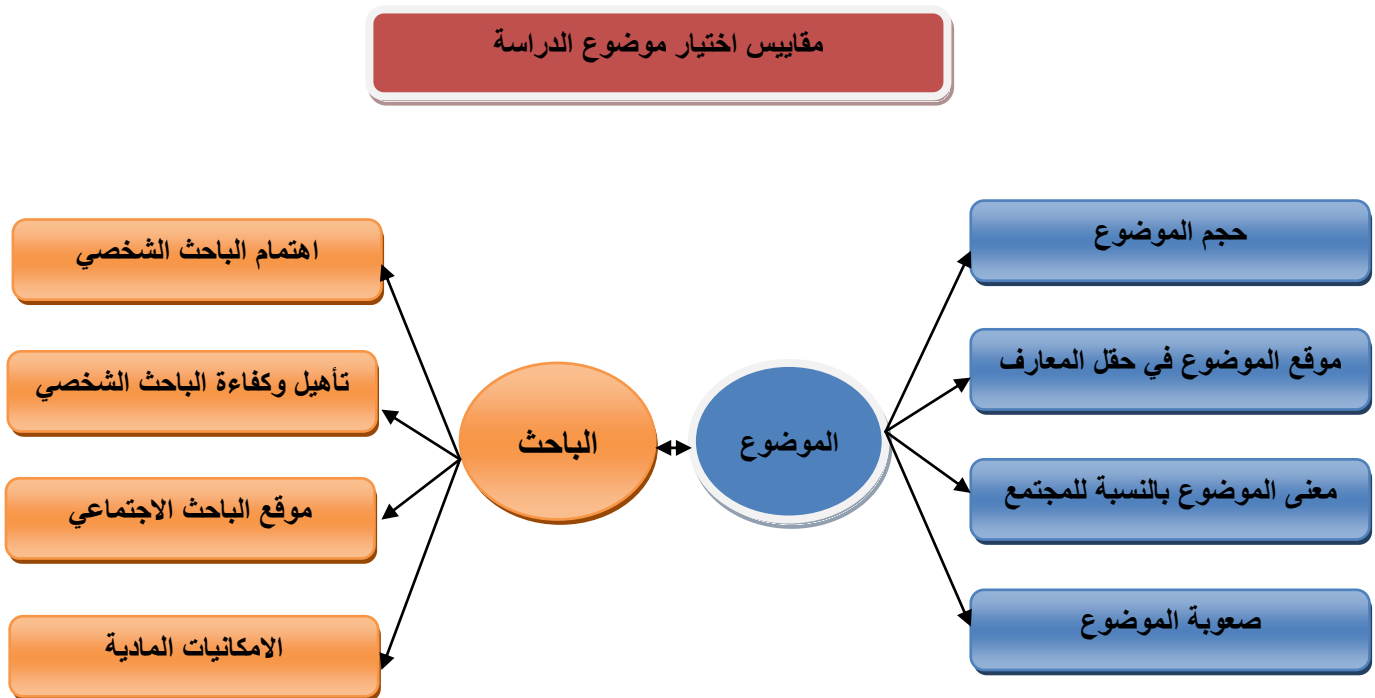 مقاييس اختيار موضوع الدراسة
حجم الموضوع
موقع الموضوع في حقل المعارف
معنى الموضوع بالنسبة للمجتمع
صعوبة الموضوع
الموضوع
الباحث
اهتمام الباحث الشخصي
تأهيل وكفاءة الباحث الشخصي
موقع الباحث الاجتماعي
الامكانيات المادية